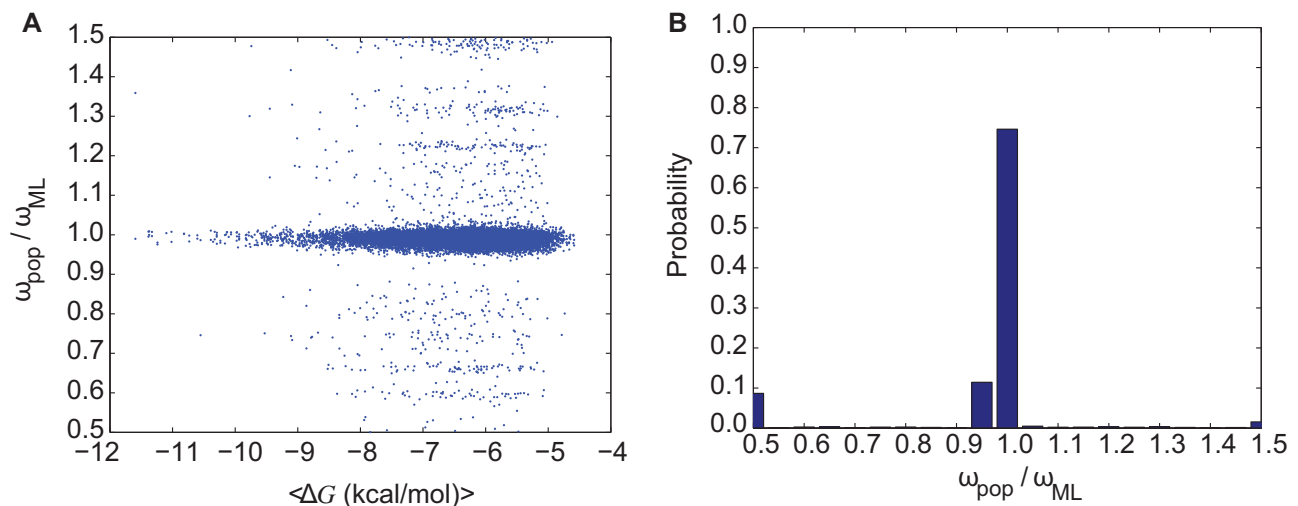 A
1.5
1.4
1.3
1.2
1.1
1.0
0.9
0.8
0.7
0.6
0.5
ω_pop / ω_ML
−12 −11 −10 −9 −8 −7 −6 −5 −4
<ΔG (kcal/mol)>
B
1.0
0.9
0.8
0.7
0.6
0.5
0.4
0.3
0.2
0.1
0.0
Probability
0.5 0.6 0.7 0.8 0.9 1.0 1.1 1.2 1.3 1.4 1.5
ω_pop / ω_ML